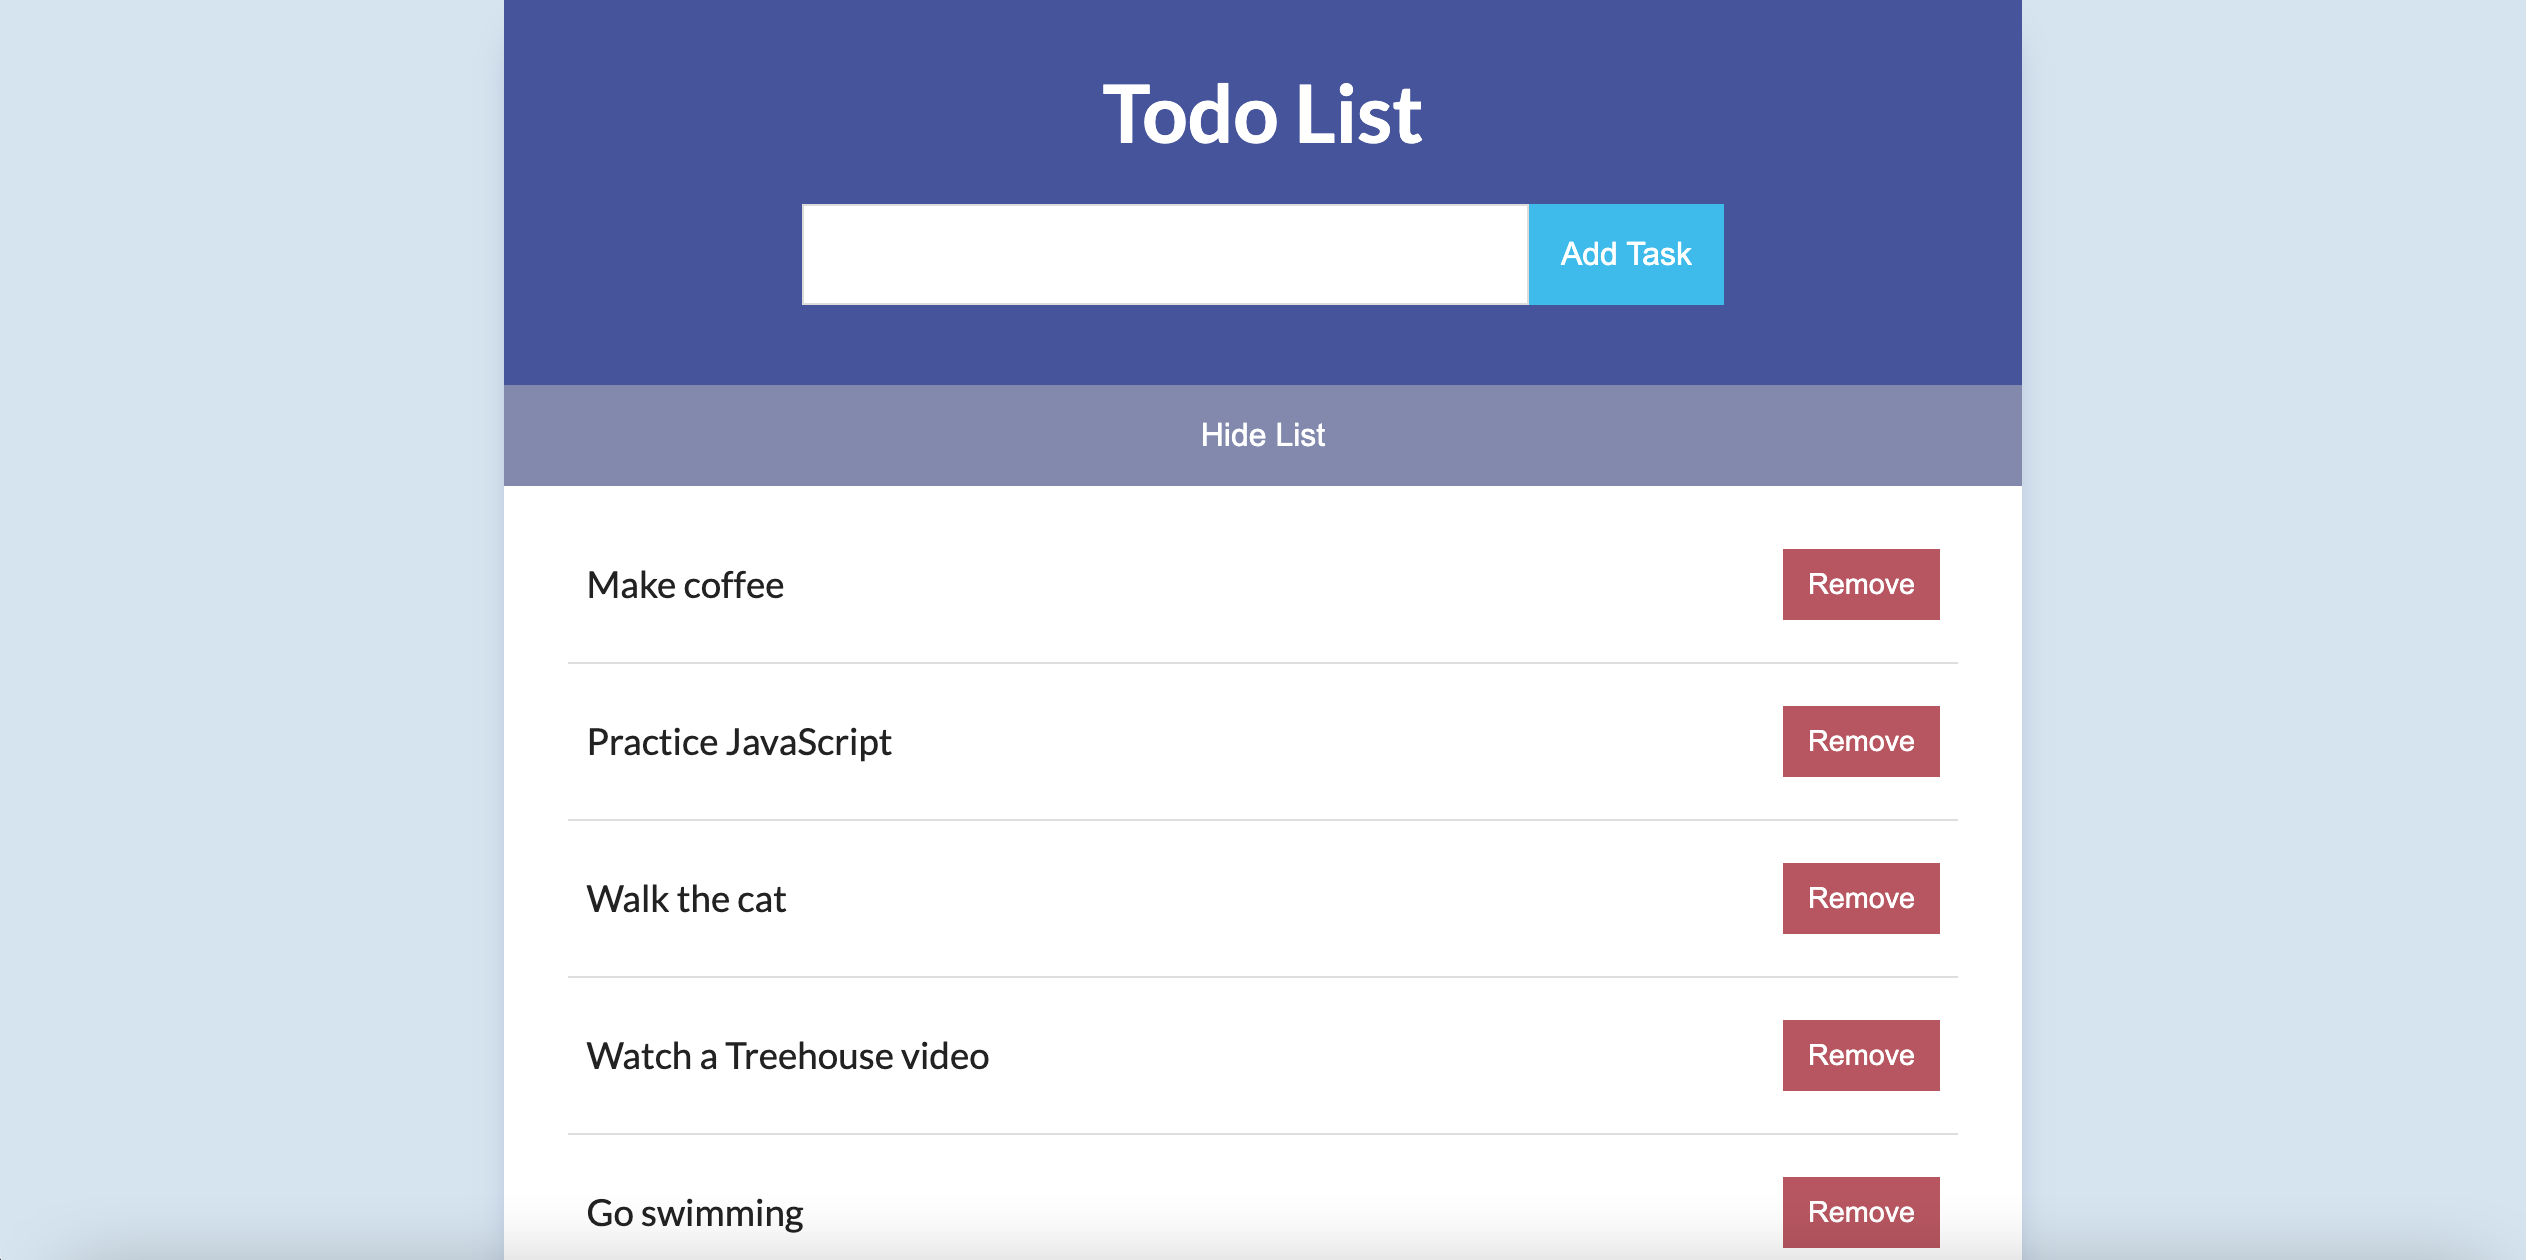 Todo List
Add Task
Hide List
Make coffee
Remove
Practice JavaScript
Remove
Walk the cat
Remove
Watch a Treehouse video
Remove
Go swimming
Remove